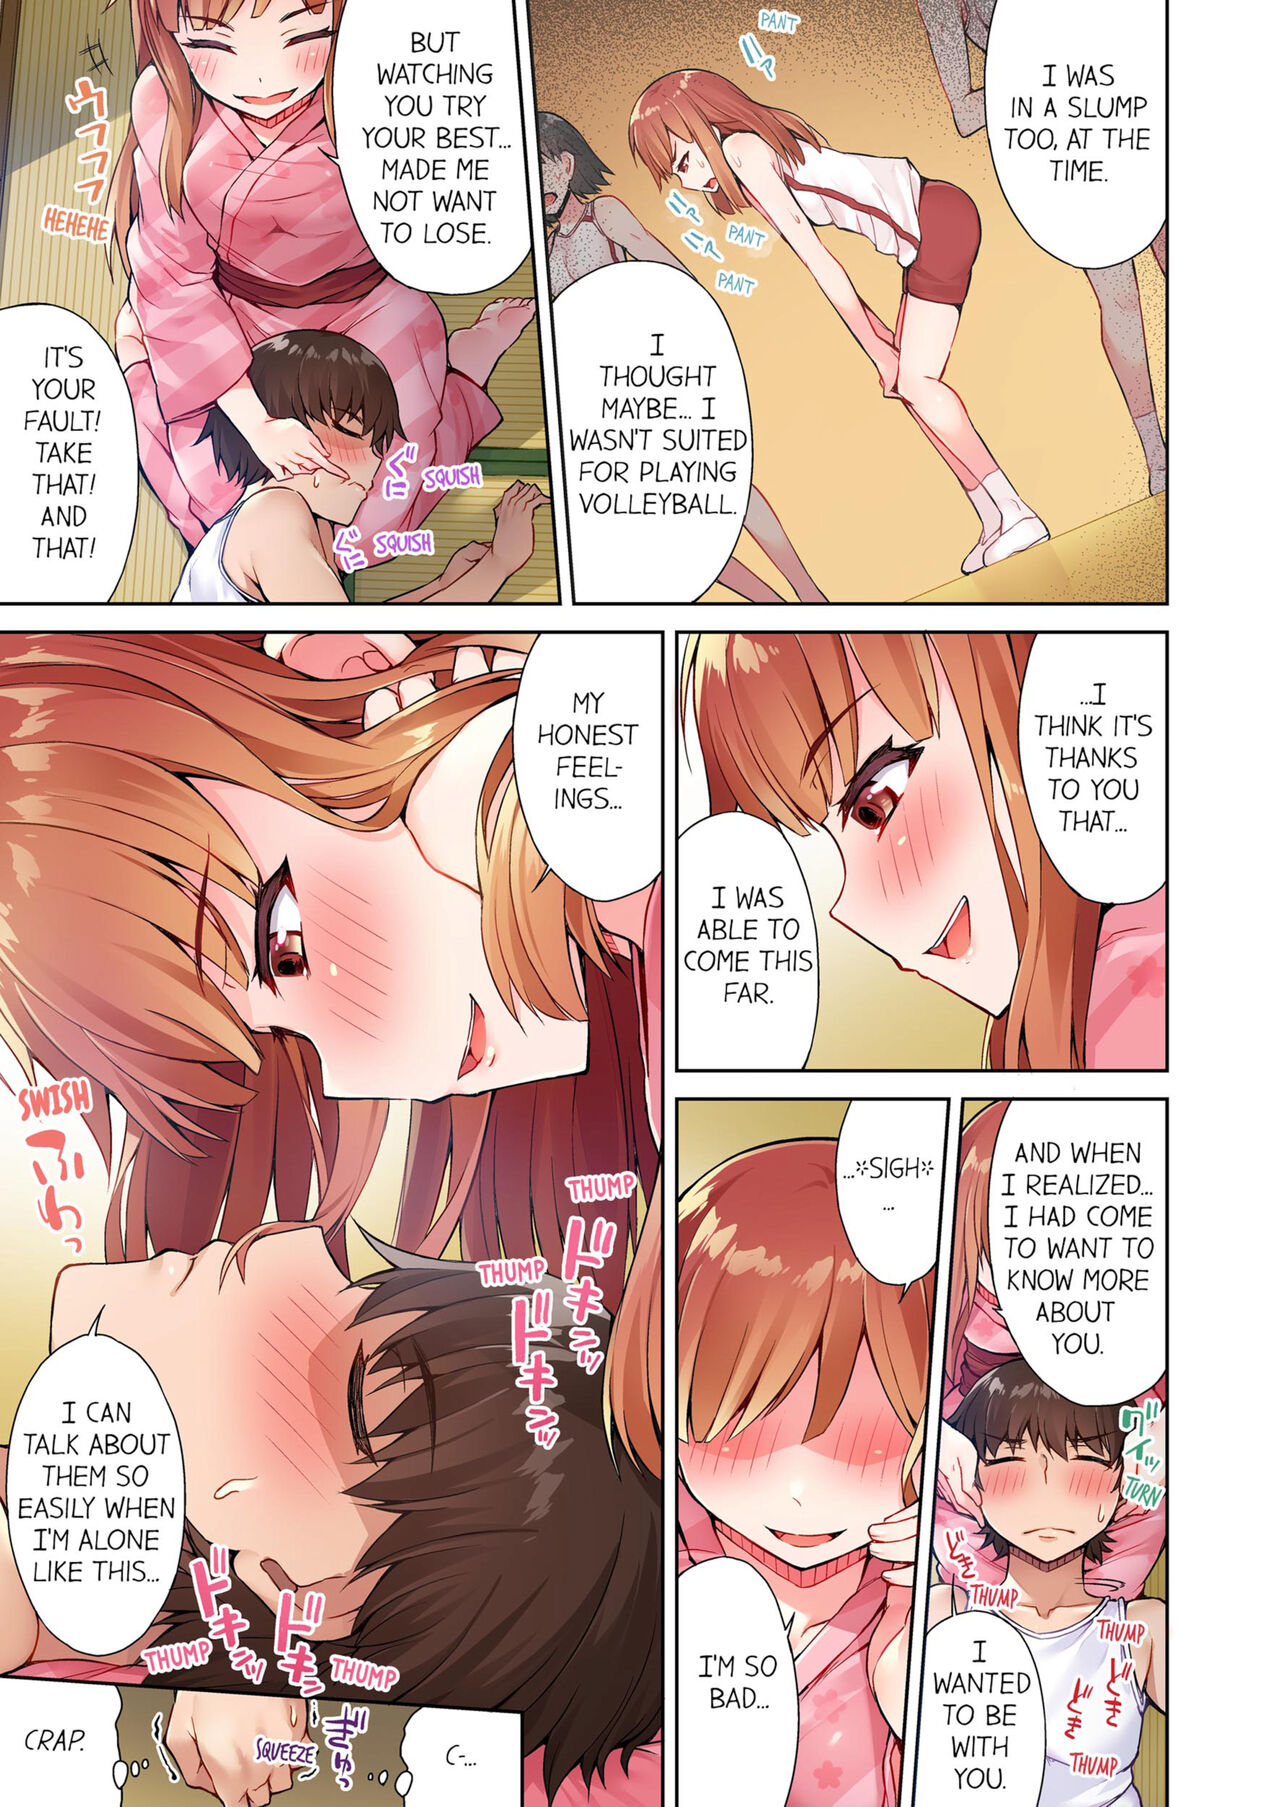 I WAS
IN A SLUMP
TOO, AT THE
TIME.
PANT
ハァ
ハァ
PANT
ハァ
PANT
I
THOUGHT
MAYBE... I
WASN'T SUITED
FOR PLAYING
VOLLEYBALL.
BUT
WATCHING
YOU TRY
YOUR BEST...
MADE ME
NOT WANT
TO LOSE.
ウフフフ
HEHEHE
IT'S
YOUR
FAULT!
TAKE
THAT!
AND
THAT!
ぐに
SQUISH
ぐに
SQUISH
...I
THINK IT'S
THANKS
TO YOU
THAT...
I WAS
ABLE TO
COME THIS
FAR.
AND WHEN
I REALIZED...
I HAD COME
TO WANT TO
KNOW MORE
ABOUT
YOU.
グイッ
TURN
どき
THUMP
THUMP
どき
どき
THUMP
I
WANTED
TO BE
WITH
YOU.
...*SIGH*
...
I'M SO
BAD...
MY
HONEST
FEEL-
INGS...
SWISH
ふわっ
THUMP
ドキンッ
THUMP
ドキンッ
I CAN
TALK ABOUT
THEM SO
EASILY WHEN
I'M ALONE
LIKE THIS...
ドキンッ
THUMP
ドキン
THUMP
C-...
ぎゅっ
SQUEEZE
CRAP.